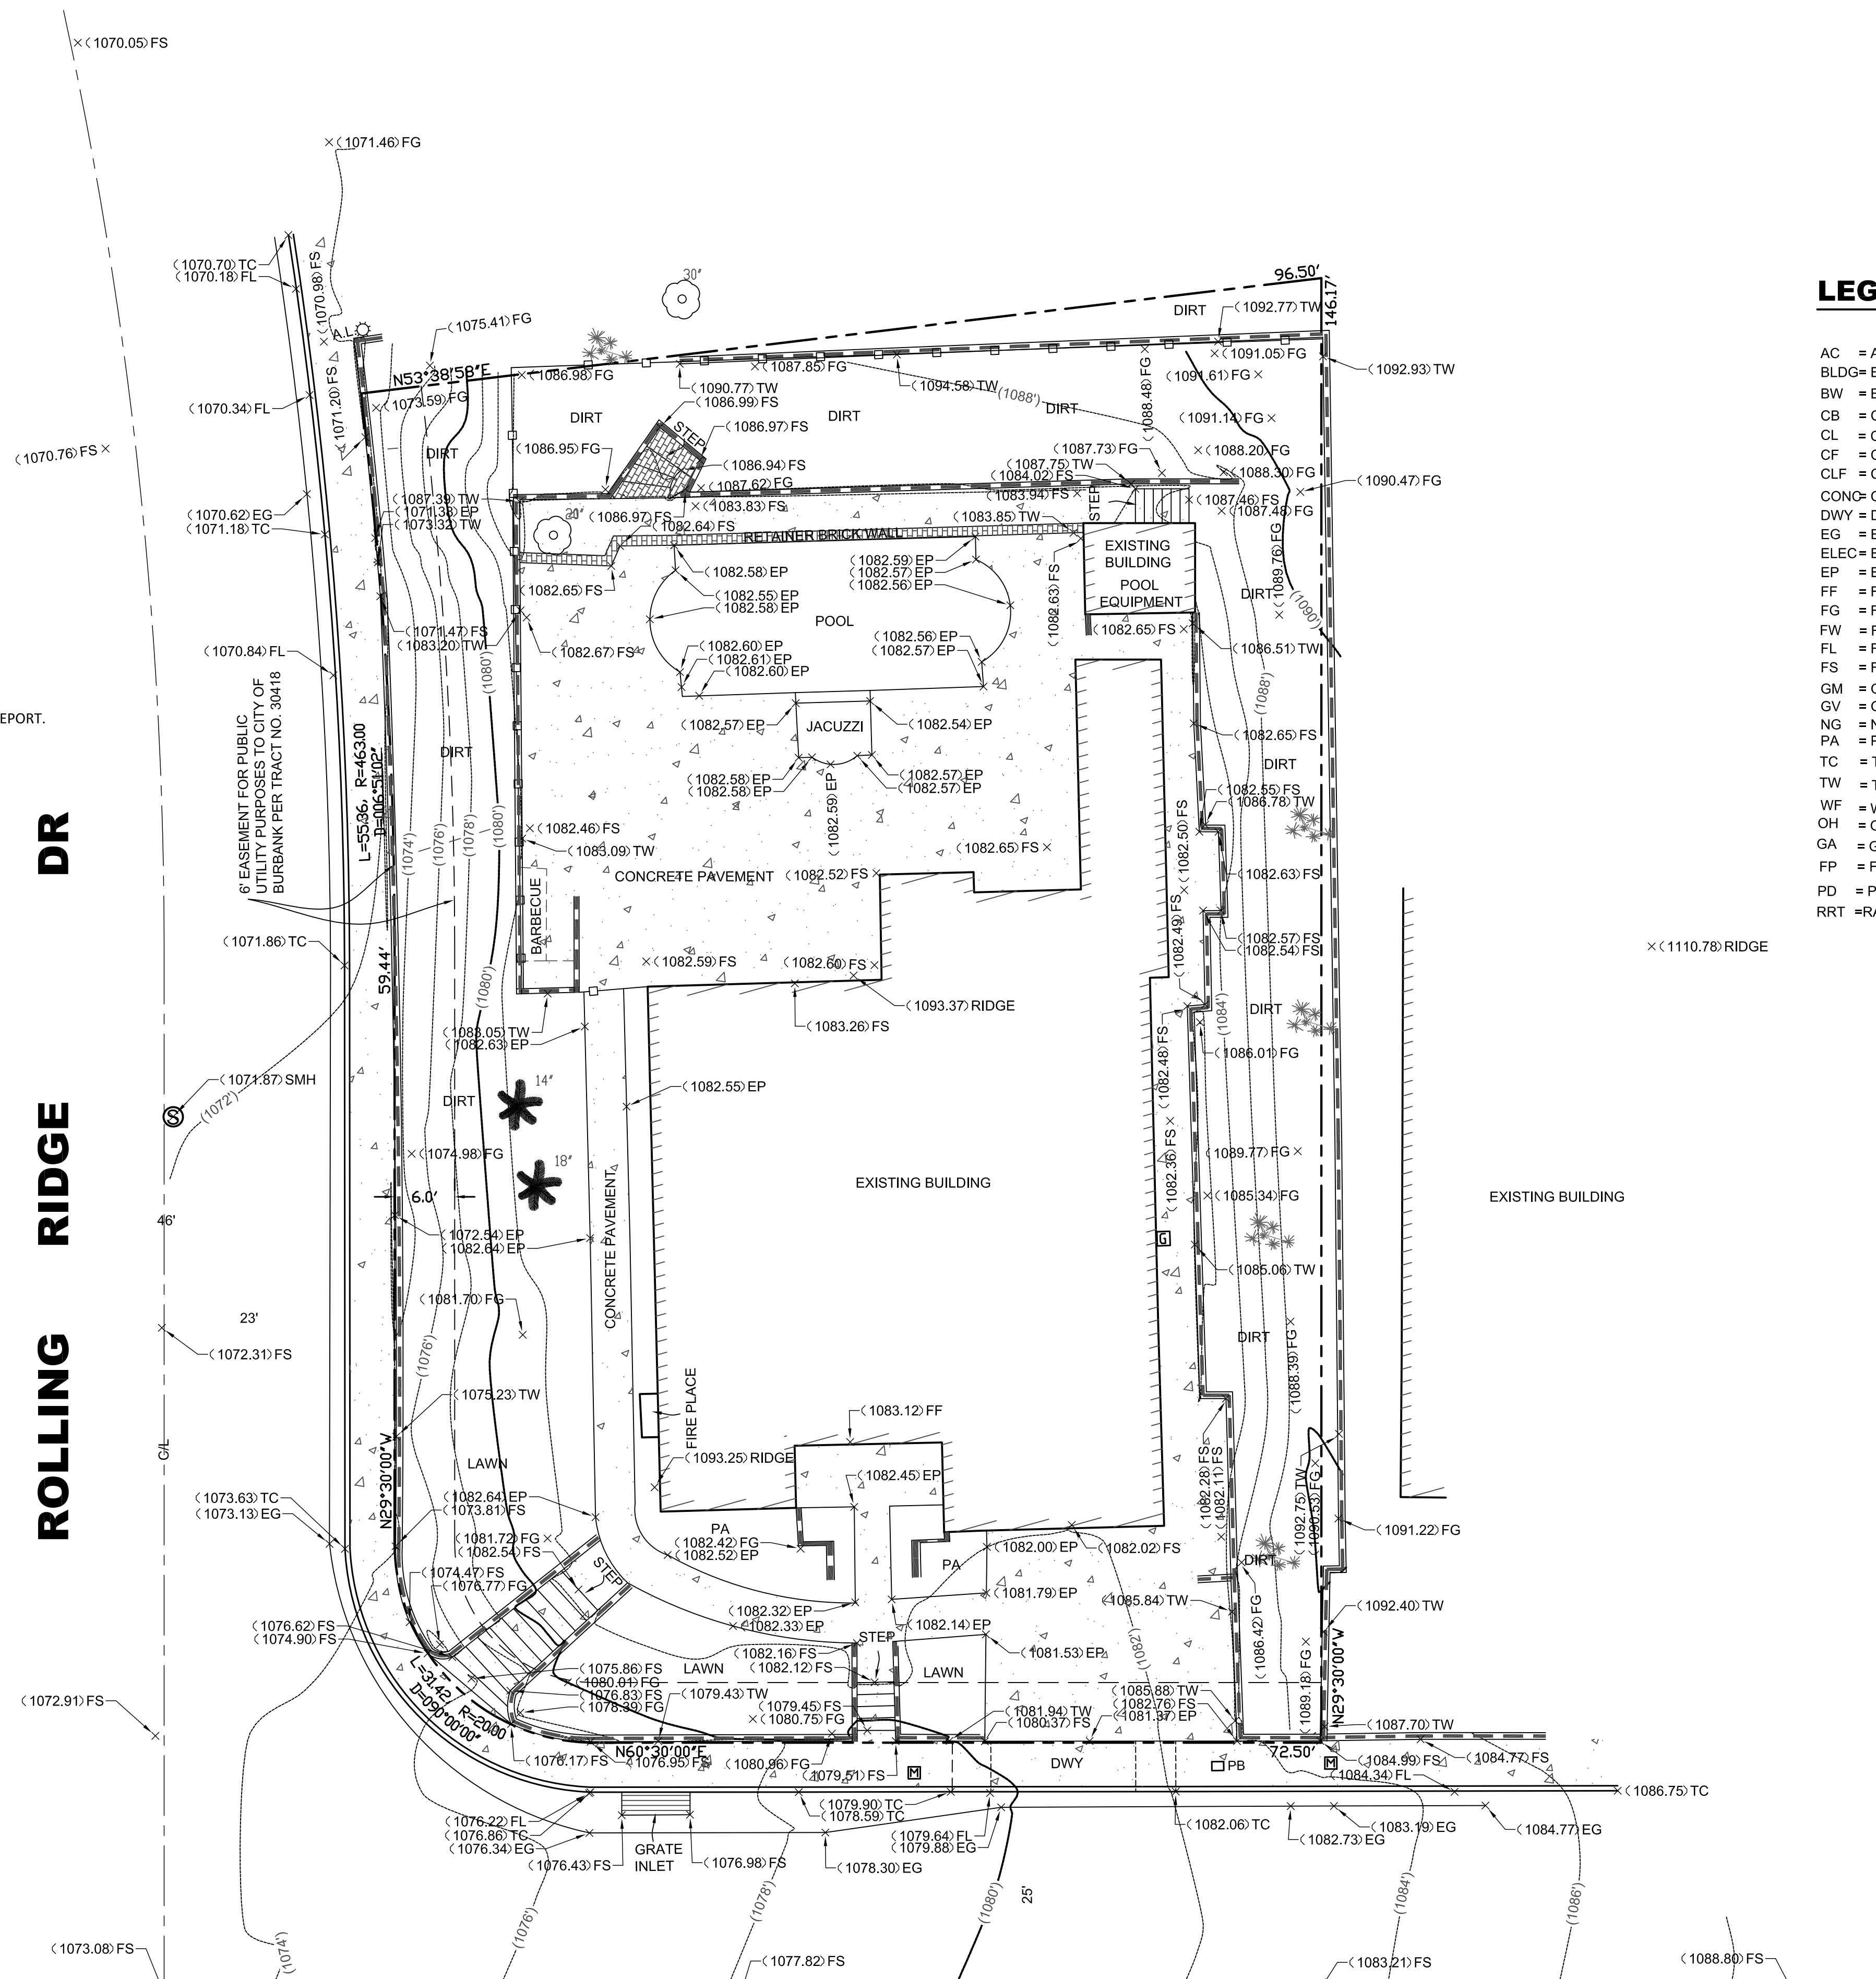 (1070.05) FS
(1071.46) FG
(1070.70) TC
(1070.18) FL
(1070.98) FS
A.L.
30"
96.50'
146.17'
DIRT
(1092.77) TW
(1075.41) FG
N53°38'58"E
(1086.98) FG
(1087.85) FG
(1090.77) TW
(1094.58) TW
(1088')
(1088.48) FG
(1091.05) FG
(1091.61) FG
(1092.93) TW
(1070.34) FL
(1071.20) FS
(1073.59) FG
DIRT
DIRT
DIRT
DIRT
(1086.99) FS
STEP
(1086.97) FS
(1091.14) FG
(1070.76) FS
(1086.95) FG
(1086.94) FS
(1087.73) FG
(1088.20) FG
(1087.75) TW
(1084.02) FS
(1088.30) FG
(1090.47) FG
(1087.62) FG
(1083.94) FS
STEP
(1087.46) FS
(1087.48) FG
(1087.39) TW
(1071.38) EP
(1073.32) TW
20"
(1083.83) FS
(1086.97) FS
(1082.64) FS
(1083.85) TW
(1070.62) EG
(1071.18) TC
RETAINER BRICK WALL
EXISTING
BUILDING
POOL
EQUIPMENT
(1089.76) FG
(1082.58) EP
(1082.59) EP
(1082.57) EP
(1082.56) EP
(1082.65) FS
(1082.55) EP
(1082.58) EP
(1082.63) FS
DIRT
(1090')
POOL
(1071.47) FS
(1083.20) TW
(1082.65) FS
(1082.56) EP
(1082.57) EP
(1086.51) TW
(1070.84) FL
(1082.67) FS
(1082.60) EP
(1082.61) EP
(1082.60) EP
(1080')
(1088')
6' EASEMENT FOR PUBLIC
UTILITY PURPOSES TO CITY OF
BURBANK PER TRACT NO. 30418
L=55.36, R=463.00
D=006°51'02"
DIRT
(1082.57) EP
JACUZZI
(1082.54) EP
(1082.65) FS
DIRT
(1082.58) EP
(1082.58) EP
(1082.57) EP
(1082.57) EP
(1082.59) EP
(1082.55) FS
(1086.78) TW
(1074')
(1076')
(1078')
(1080')
(1082.46) FS
(1083.09) TW
(1082.65) FS
(1082.50) FS
CONCRETE PAVEMENT
(1082.52) FS
(1082.63) FS
BARBECUE
(1071.86) TC
59.44'
(1080')
(1082.59) FS
(1082.60) FS
(1082.49) FS
(1082.57) FS
(1082.54) FS
(1110.78) RIDGE
(1093.37) RIDGE
(1083.05) TW
(1082.63) EP
(1083.26) FS
DIRT
(1084')
(1086.01) FG
(1082.48) FS
(1071.87) SMH
S
(1072')
14"
DIRT
(1082.55) EP
(1074.98) FG
18"
(1082.36) FS
(1089.77) FG
EXISTING BUILDING
(1085.34) FG
EXISTING BUILDING
6.0'
46'
(1072.54) EP
(1082.64) EP
CONCRETE PAVEMENT
G
(1085.06) TW
(1081.70) FG
23'
(1072.31) FS
(1076')
DIRT
(1088.39) FG
(1075.23) TW
FIRE PLACE
(1083.12) FF
N29°30'00"W
LAWN
(1093.25) RIDGE
(1082.45) EP
(1082.28) FS
(1082.11) FS
(1092.75) TW
(1090.53) FG
(1091.22) FG
(1073.63) TC
(1073.13) EG
(1082.64) EP
(1073.81) FS
PA
(1082.42) FG
(1082.52) EP
(1081.72) FG
(1082.54) FS
STEP
(1082.00) EP
(1082.02) FS
PA
DIRT
(1074.47) FS
(1076.77) FG
(1081.79) EP
(1085.84) TW
(1092.40) TW
(1076.62) FS
(1074.90) FS
(1082.32) EP
(1082.33) EP
(1082.14) EP
STEP
(1082.16) FS
(1081.53) EP
(1082')
(1086.42) FG
(1089.18) FG
N29°30'00"W
L=31.42, R=20.00
D=090°00'00"
(1075.86) FS
(1080.01) FG
(1076.83) FS
(1078.39) FG
LAWN
(1082.12) FS
LAWN
(1079.43) TW
(1079.45) FS
(1080.75) FG
(1085.88) TW
(1082.76) FS
(1081.37) EP
(1081.94) TW
(1080.37) FS
(1087.70) TW
(1072.91) FS
N60°30'00"E
72.50'
(1076.17) FS
(1076.95) FS
(1080.96) FG
(1079.51) FS
M
DWY
PB
M
(1084.99) FS
(1084.77) FS
(1084.34) FL
(1086.75) TC
(1076.22) FL
(1076.86) TC
(1076.34) EG
(1076.43) FS
GRATE
INLET
(1076.98) FS
(1079.90) TC
(1078.59) TC
(1079.64) FL
(1079.88) EG
(1078.30) EG
(1082.06) TC
(1082.73) EG
(1083.19) EG
(1084.77) EG
25'
(1074')
(1076')
(1078')
(1080')
(1084')
(1086')
(1073.08) FS
(1077.82) FS
(1083.21) FS
(1088.80) FS
EPORT.
ROLLING RIDGE DR
LEG
AC =
BLDG=
BW =
CB =
CL =
CF =
CLF =
CONC=
DWY =
EG =
ELEC=
EP =
FF =
FG =
FW =
FL =
FS =
GM =
GV =
NG =
PA =
TC =
TW =
WF =
OH =
GA =
FP =
PD =
RRT =